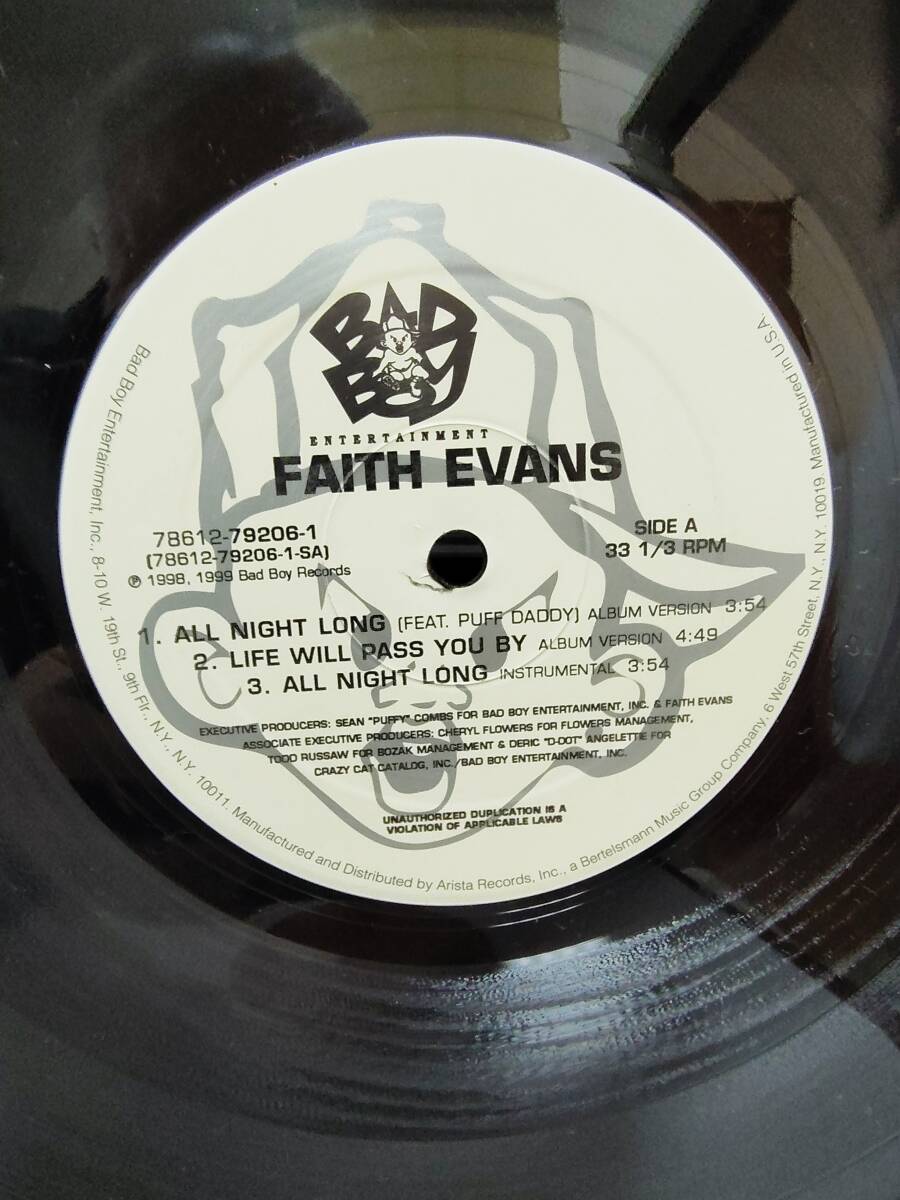 BAD
BOY
ENTERTAINMENT
FAITH EVANS
78612-79206-1
(78612-79206-1-SA)
℗ 1998, 1999 Bad Boy Records
SIDE A
33 1/3 RPM
1. ALL NIGHT LONG (FEAT. PUFF DADDY) ALBUM VERSION 3:54
2. LIFE WILL PASS YOU BY ALBUM VERSION 4:49
3. ALL NIGHT LONG INSTRUMENTAL 3:54
EXECUTIVE PRODUCERS: SEAN "PUFFY" COMBS FOR BAD BOY ENTERTAINMENT, INC. & FAITH EVANS
ASSOCIATE EXECUTIVE PRODUCERS: CHERYL FLOWERS FOR FLOWERS MANAGEMENT,
TODD RUSSAW FOR BOZAK MANAGEMENT & DERIC "D-DOT" ANGELETTIE FOR
CRAZY CAT CATALOG, INC./BAD BOY ENTERTAINMENT, INC.
UNAUTHORIZED DUPLICATION IS A
VIOLATION OF APPLICABLE LAWS
Bad Boy Entertainment, Inc., 8-10 W. 19th St., 9th Flr., N.Y., N.Y. 10011. Manufactured and Distributed by Arista Records, Inc., a Bertelsmann Music Group Company, 6 West 57th Street, N.Y., N.Y. 10019. Manufactured in U.S.A.